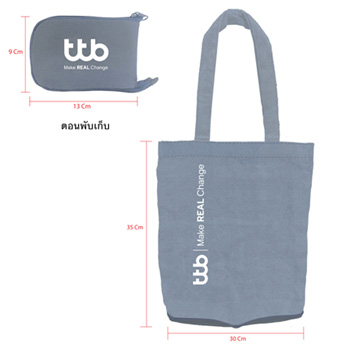 ttb
Make REAL Change
9 Cm
13 Cm
ตอนพับเก็บ
35 Cm
ttb | Make REAL Change
30 Cm